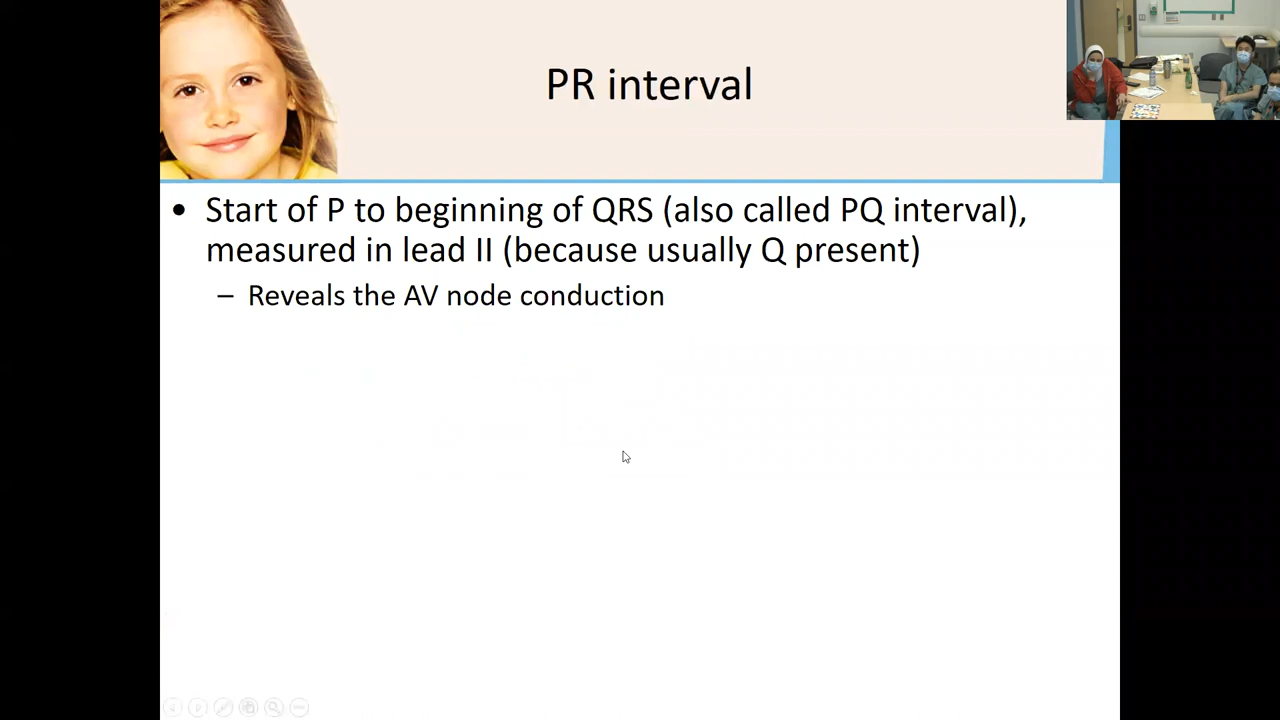 PR interval
• Start of P to beginning of QRS (also called PQ interval),
measured in lead II (because usually Q present)
– Reveals the AV node conduction